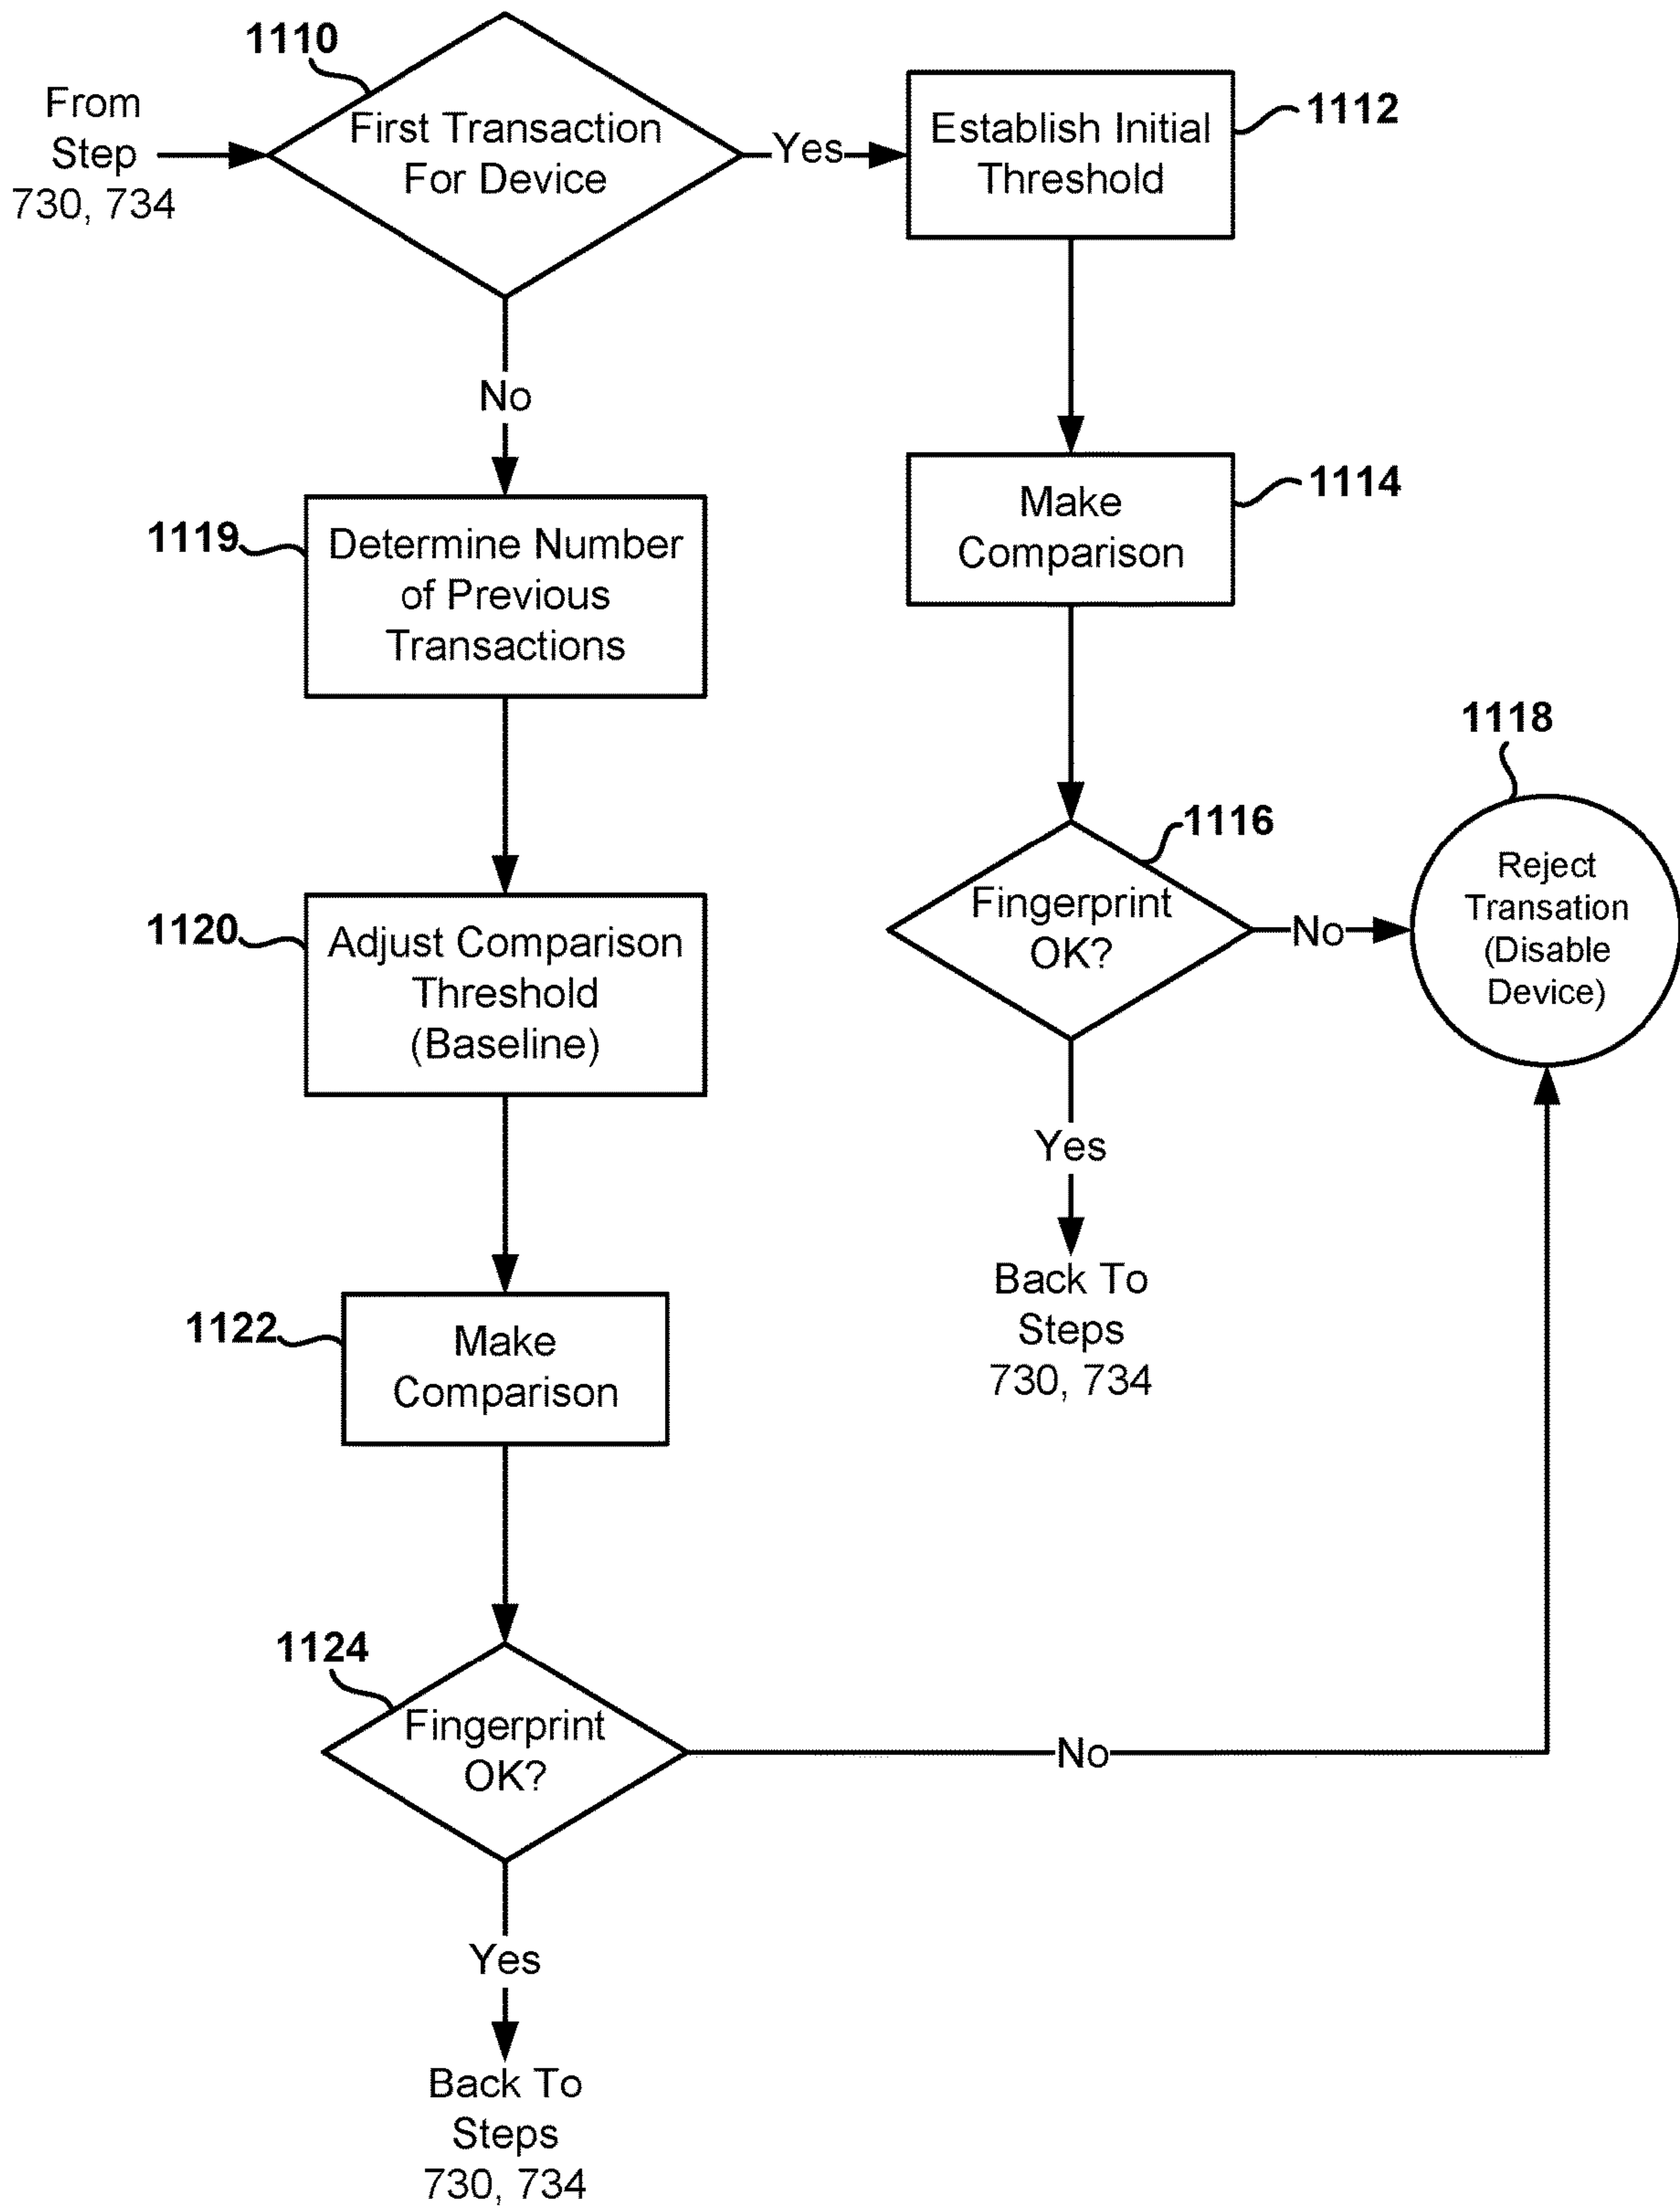 1110
From
Step
730, 734
First Transaction
For Device
Yes
Establish Initial
Threshold
1112
No
Make
Comparison
1114
1119
Determine Number
of Previous
Transactions
1118
1116
Fingerprint
OK?
No
Reject
Transation
(Disable
Device)
1120
Adjust Comparison
Threshold
(Baseline)
Yes
Back To
Steps
730, 734
1122
Make
Comparison
1124
Fingerprint
OK?
No
Yes
Back To
Steps
730, 734